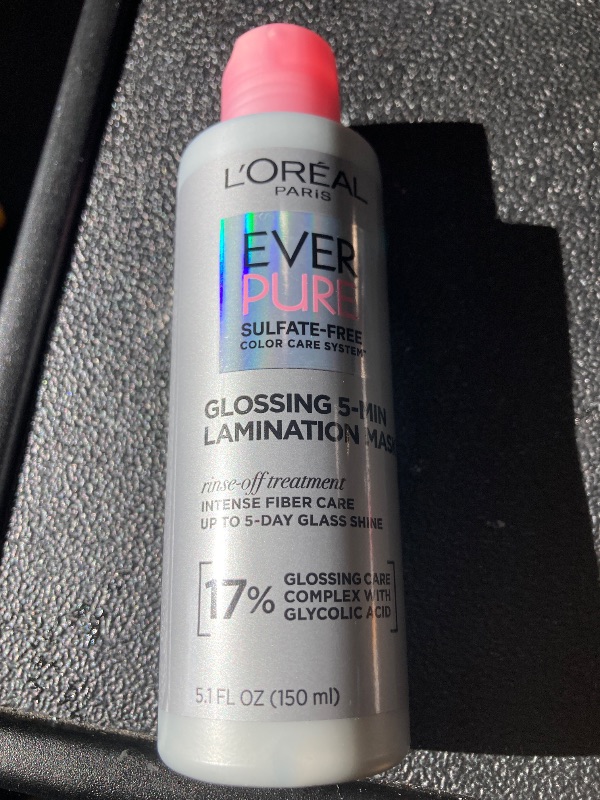 L'ORÉAL
PARIS
EVER
PURE
SULFATE-FREE
COLOR CARE SYSTEM™
GLOSSING 5-MIN
LAMINATION MASK
rinse-off treatment
INTENSE FIBER CARE
UP TO 5-DAY GLASS SHINE
17% GLOSSING CARE
COMPLEX WITH
GLYCOLIC ACID
5.1 FL OZ (150 ml)